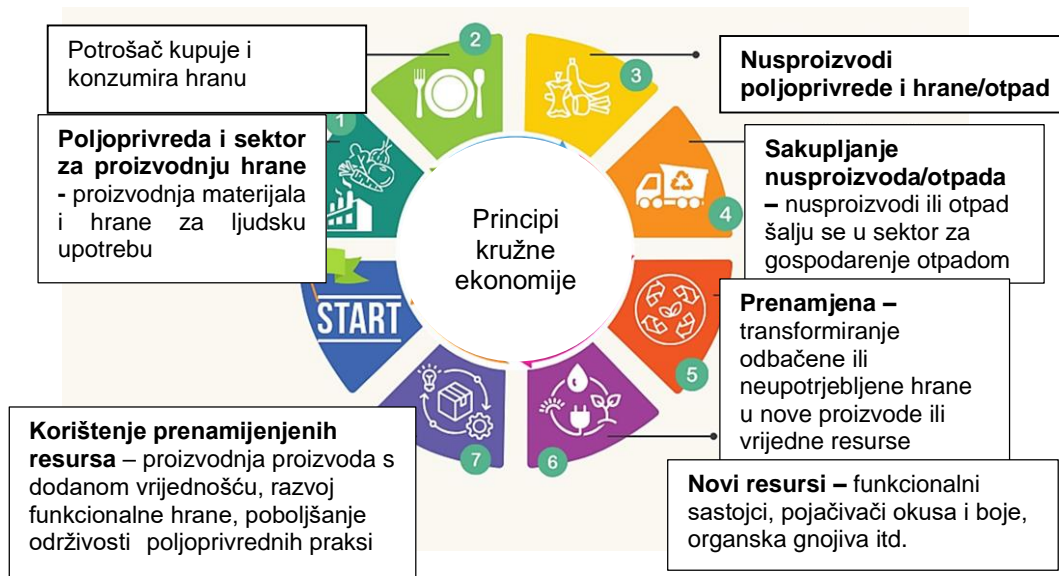 Potrošač kupuje i
konzumira hranu
2
3
Nusproizvodi
poljoprivrede i hrane/otpad
1
Poljoprivreda i sektor
za proizvodnju hrane
- proizvodnja materijala
i hrane za ljudsku
upotrebu
Sakupljanje
nusproizvoda/otpada
– nusproizvodi ili otpad
šalju se u sektor za
gospodarenje otpadom
4
Principi
kružne
ekonomije
START
Prenamjena –
transformiranje
odbačene ili
neupotrjebljene hrane
u nove proizvode ili
vrijedne resurse
5
Korištenje prenamijenjenih
resursa – proizvodnja proizvoda s
dodanom vrijednošću, razvoj
funkcionalne hrane, poboljšanje
održivosti poljoprivrednih praksi
7
6
Novi resursi – funkcionalni
sastojci, pojačivači okusa i boje,
organska gnojiva itd.